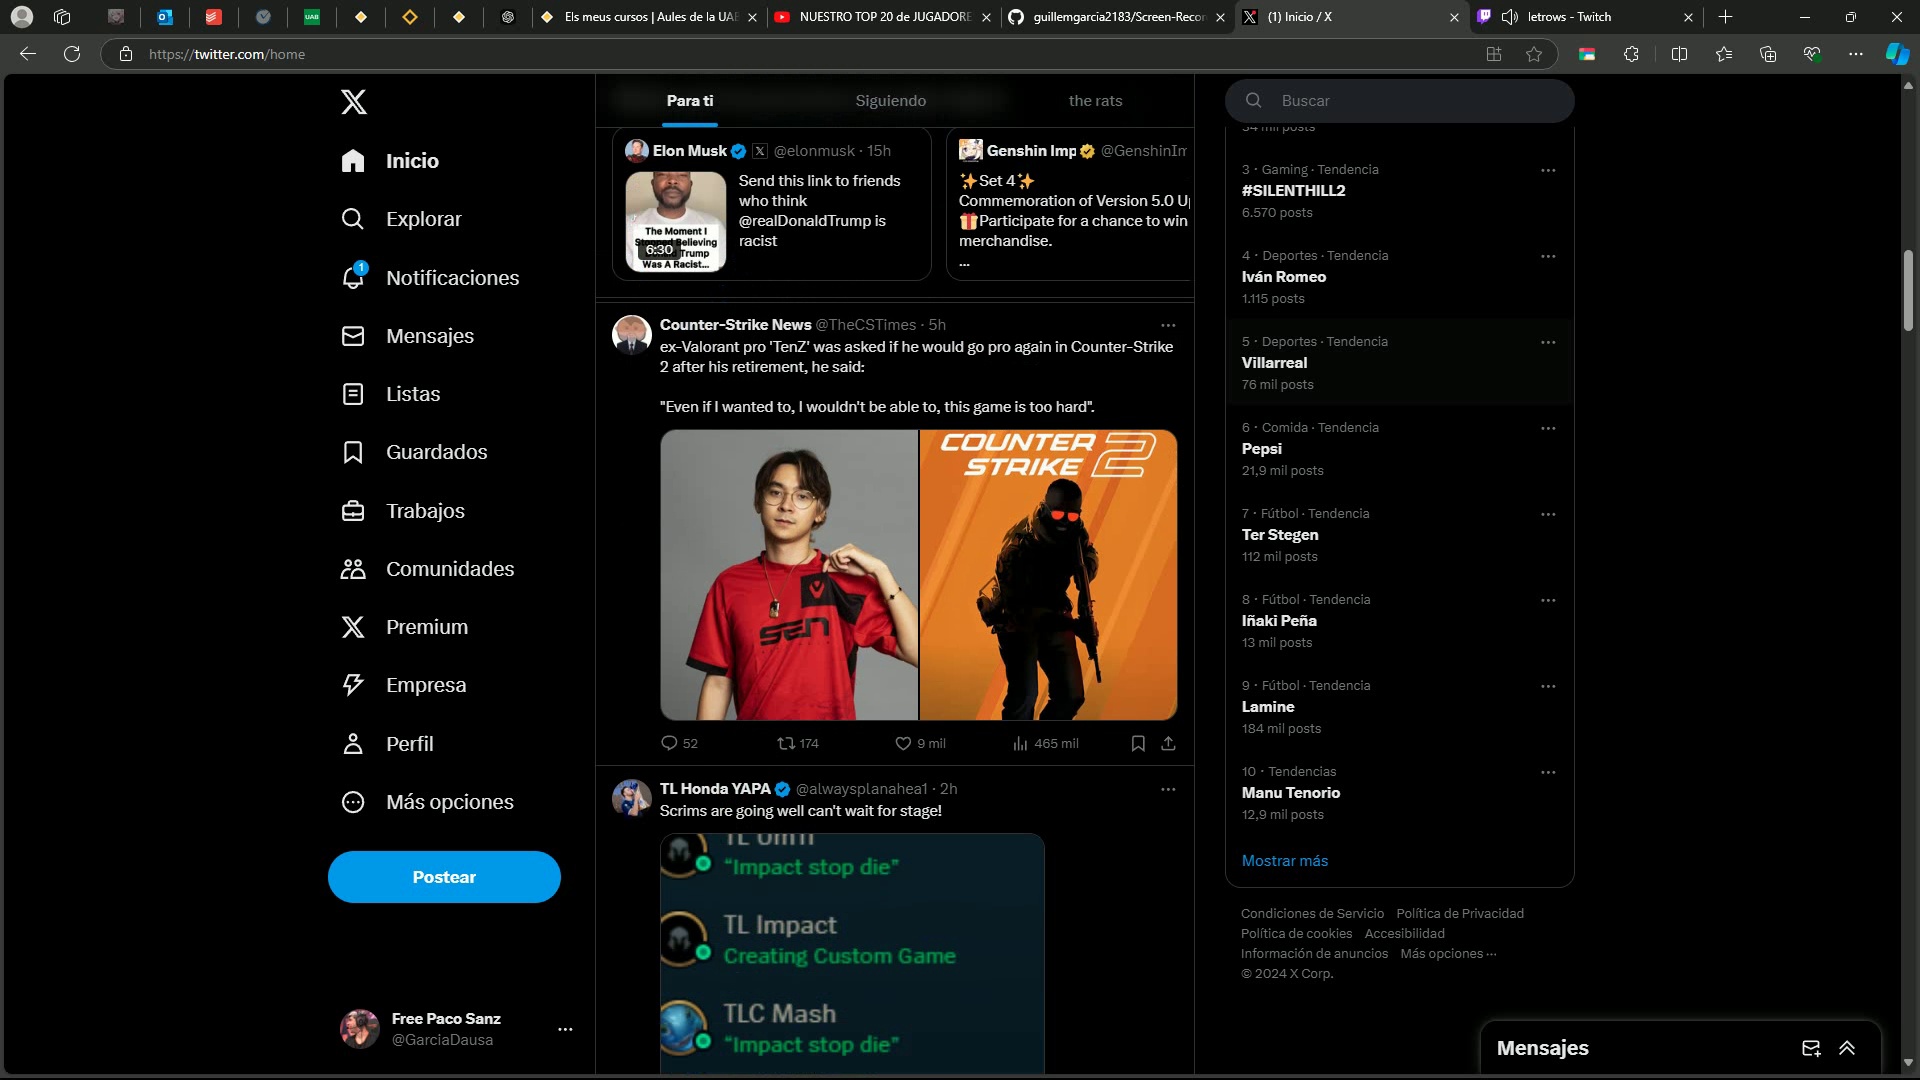 UAB
Els meus cursos | Aules de la UAB
NUESTRO TOP 20 de JUGADORE
guillemgarcia2183/Screen-Recor
(1) Inicio / X
letrows - Twitch
https://twitter.com/home
Inicio
Explorar
1
Notificaciones
Mensajes
Listas
Guardados
Trabajos
Comunidades
Premium
Empresa
Perfil
Más opciones
Postear
Free Paco Sanz
@GarciaDausa
Para ti
Siguiendo
the rats
Elon Musk @elonmusk · 15h
Send this link to friends
who think
@realDonaldTrump is
racist
The Moment I
Stopped Believing
Trump
Was A Racist...
6:30
Genshin Imp @GenshinIm
✨Set 4✨
Commemoration of Version 5.0 U
🎁Participate for a chance to win
merchandise.
...
Counter-Strike News @TheCSTimes · 5h
ex-Valorant pro 'TenZ' was asked if he would go pro again in Counter-Strike
2 after his retirement, he said:
"Even if I wanted to, I wouldn't be able to, this game is too hard".
SEN
COUNTER
STRIKE 2
52
174
9 mil
465 mil
TL Honda YAPA @alwaysplanahea1 · 2h
Scrims are going well can't wait for stage!
"Impact stop die"
TL Impact
Creating Custom Game
TLC Mash
"Impact stop die"
Buscar
54 mil posts
3 · Gaming · Tendencia
#SILENTHILL2
6.570 posts
4 · Deportes · Tendencia
Iván Romeo
1.115 posts
5 · Deportes · Tendencia
Villarreal
76 mil posts
6 · Comida · Tendencia
Pepsi
21,9 mil posts
7 · Fútbol · Tendencia
Ter Stegen
112 mil posts
8 · Fútbol · Tendencia
Iñaki Peña
13 mil posts
9 · Fútbol · Tendencia
Lamine
184 mil posts
10 · Tendencias
Manu Tenorio
12,9 mil posts
Mostrar más
Condiciones de Servicio Política de Privacidad
Política de cookies Accesibilidad
Información de anuncios Más opciones ···
© 2024 X Corp.
Mensajes